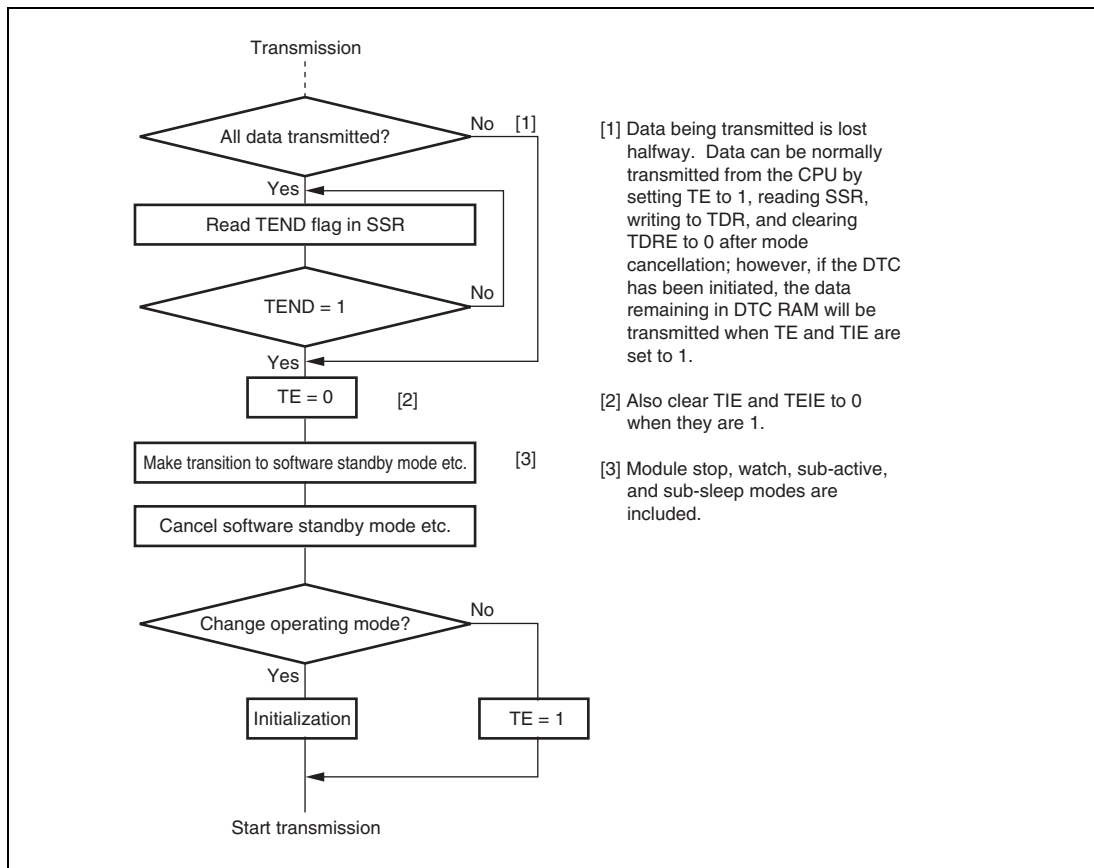 Transmission
All data transmitted?
No
[1]
Yes
Read TEND flag in SSR
TEND = 1
No
Yes
TE = 0
[2]
Make transition to software standby mode etc.
[3]
Cancel software standby mode etc.
Change operating mode?
No
Yes
Initialization
TE = 1
Start transmission
[1] Data being transmitted is lost
halfway. Data can be normally
transmitted from the CPU by
setting TE to 1, reading SSR,
writing to TDR, and clearing
TDRE to 0 after mode
cancellation; however, if the DTC
has been initiated, the data
remaining in DTC RAM will be
transmitted when TE and TIE are
set to 1.
[2] Also clear TIE and TEIE to 0
when they are 1.
[3] Module stop, watch, sub-active,
and sub-sleep modes are
included.